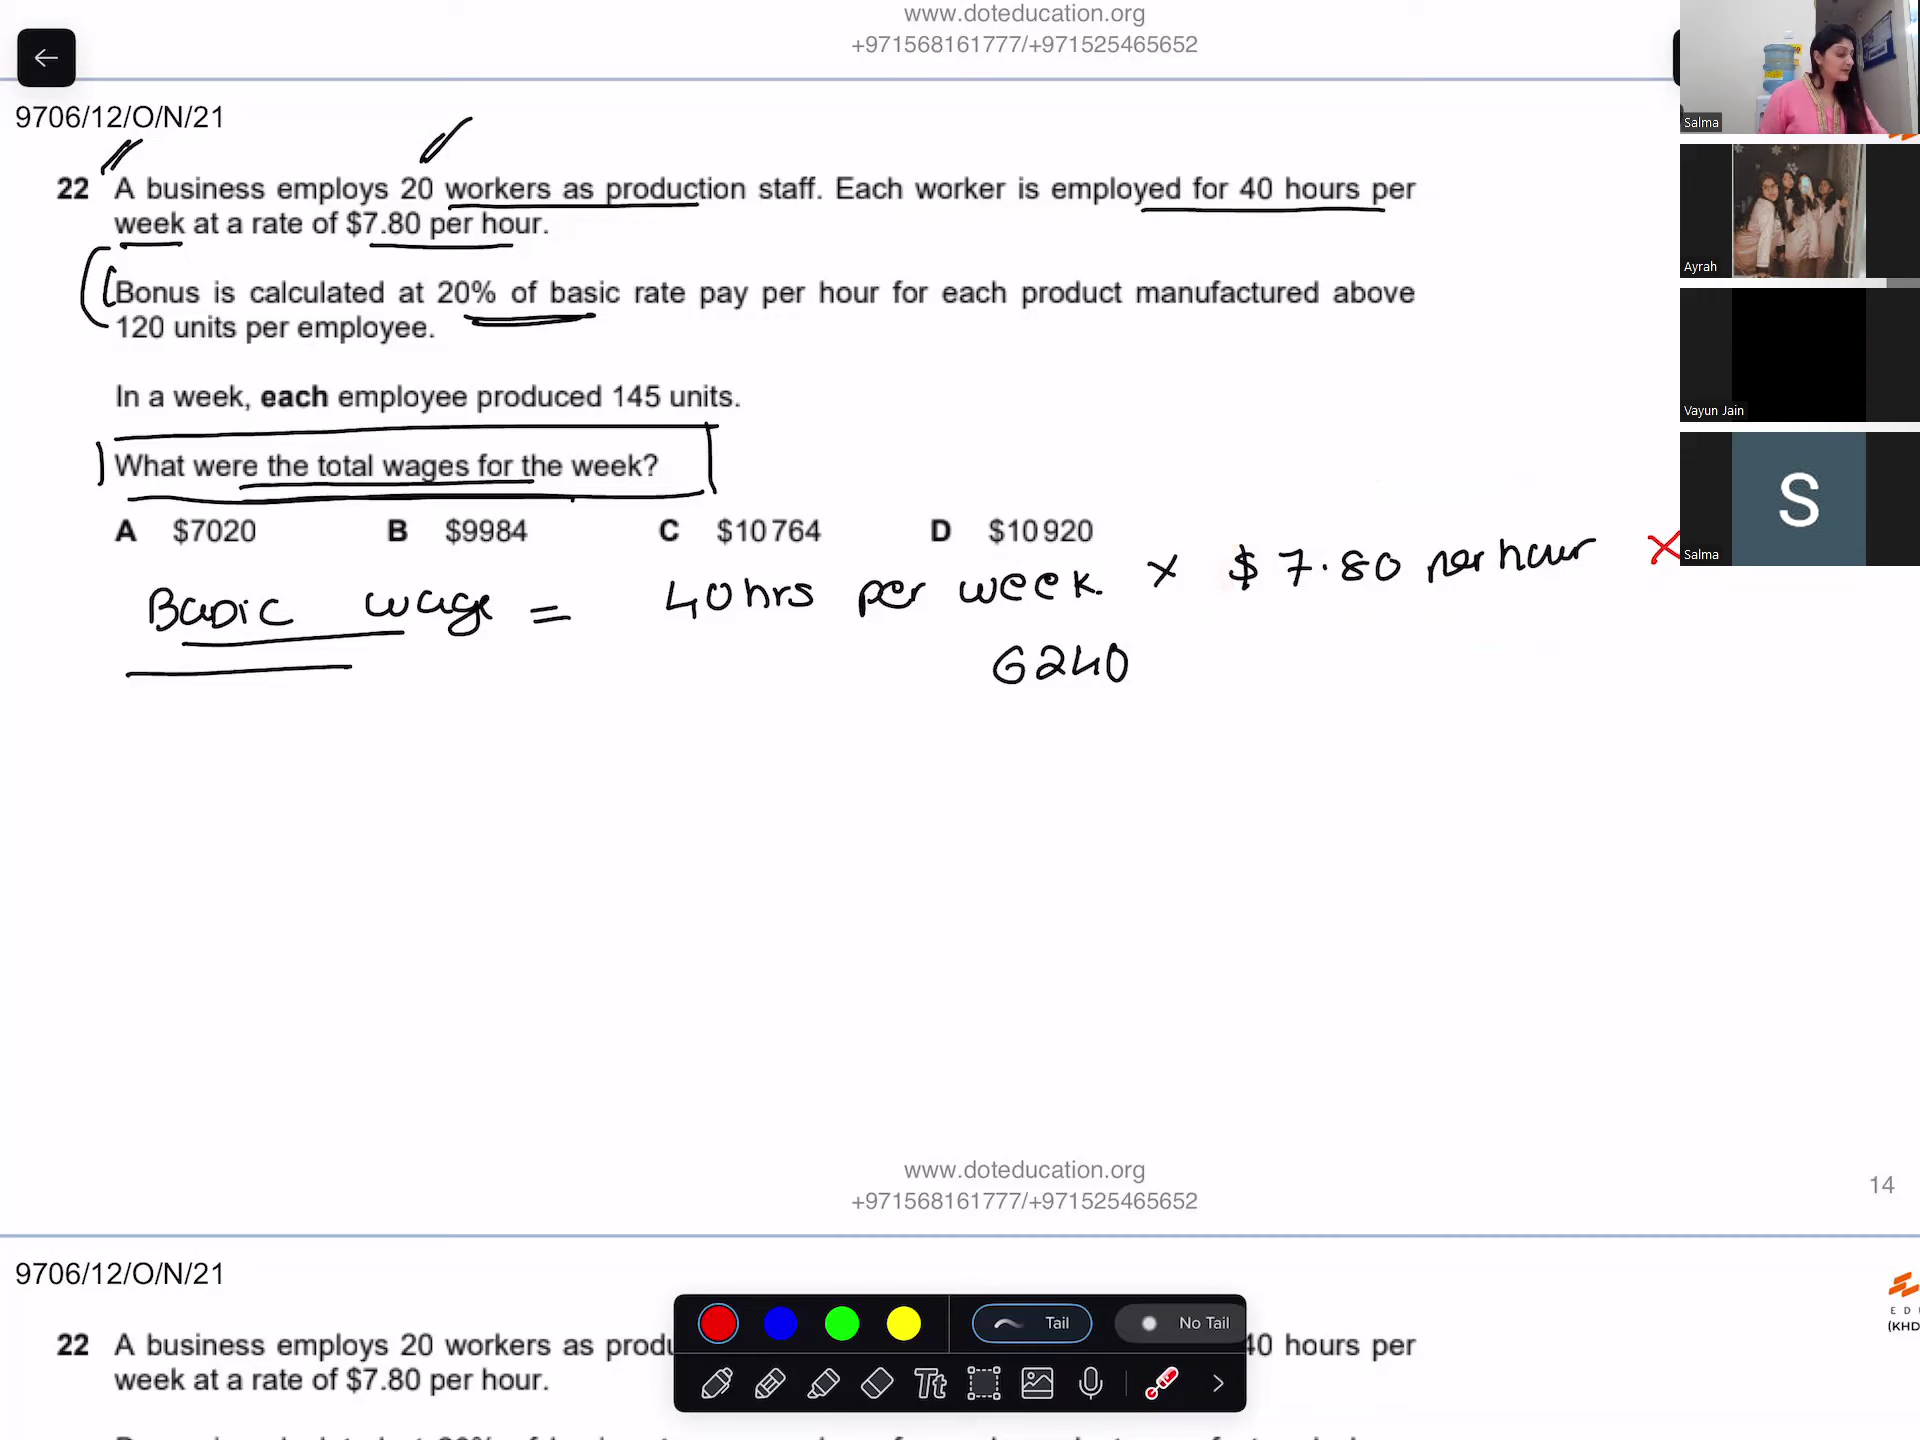 www.doteducation.org
+971568161777/+971525465652
9706/12/O/N/21
22 A business employs 20 workers as production staff. Each worker is employed for 40 hours per
week at a rate of $7.80 per hour.
Bonus is calculated at 20% of basic rate pay per hour for each product manufactured above
120 units per employee.
In a week, each employee produced 145 units.
What were the total wages for the week?
A $7020 B $9984 C $10764 D $10920
Basic wage = 40 hrs per week × $ 7.80 per hour ×
6240
www.doteducation.org
+971568161777/+971525465652
14
9706/12/O/N/21
22 A business employs 20 workers as 40 hours per
week at a rate of $7.80 per hour.
Tail
No Tail
Tt
Salma
Ayrah
Vayun Jain
S
Salma
(KHD